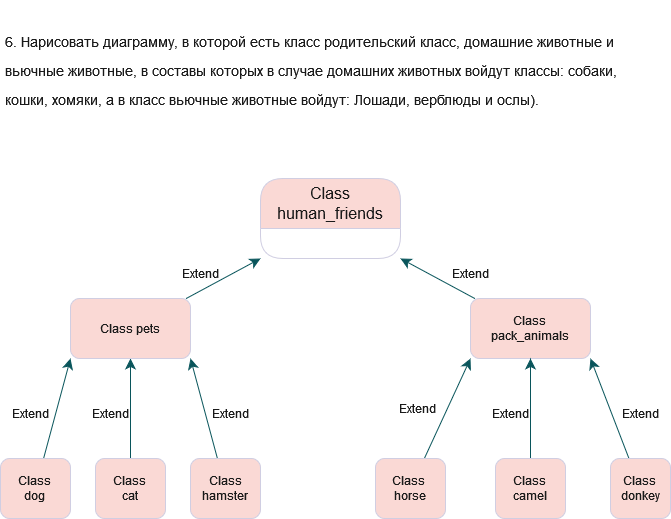 6. Нарисовать диаграмму, в которой есть класс родительский класс, домашние животные и
вьючные животные, в составы которых в случае домашних животных войдут классы: собаки,
кошки, хомяки, а в класс вьючные животные войдут: Лошади, верблюды и ослы).
Class
human_friends
Extend
Extend
Class pets
Class
pack_animals
Extend
Extend
Extend
Extend
Extend
Extend
Class
dog
Class
cat
Class
hamster
Class
horse
Class
camel
Class
donkey